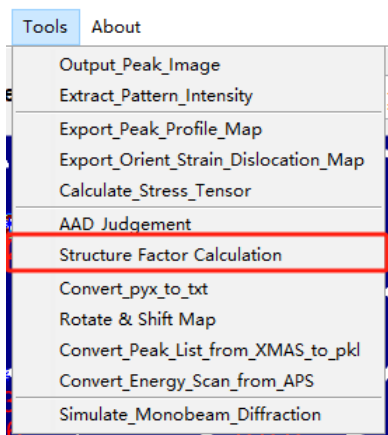 Tools About
Output_Peak_Image
Extract_Pattern_Intensity
Export_Peak_Profile_Map
Export_Orient_Strain_Dislocation_Map
Calculate_Stress_Tensor
AAD Judgement
Structure Factor Calculation
Convert_pyx_to_txt
Rotate & Shift Map
Convert_Peak_List_from_XMAS_to_pkl
Convert_Energy_Scan_from_APS
Simulate_Monobeam_Diffraction